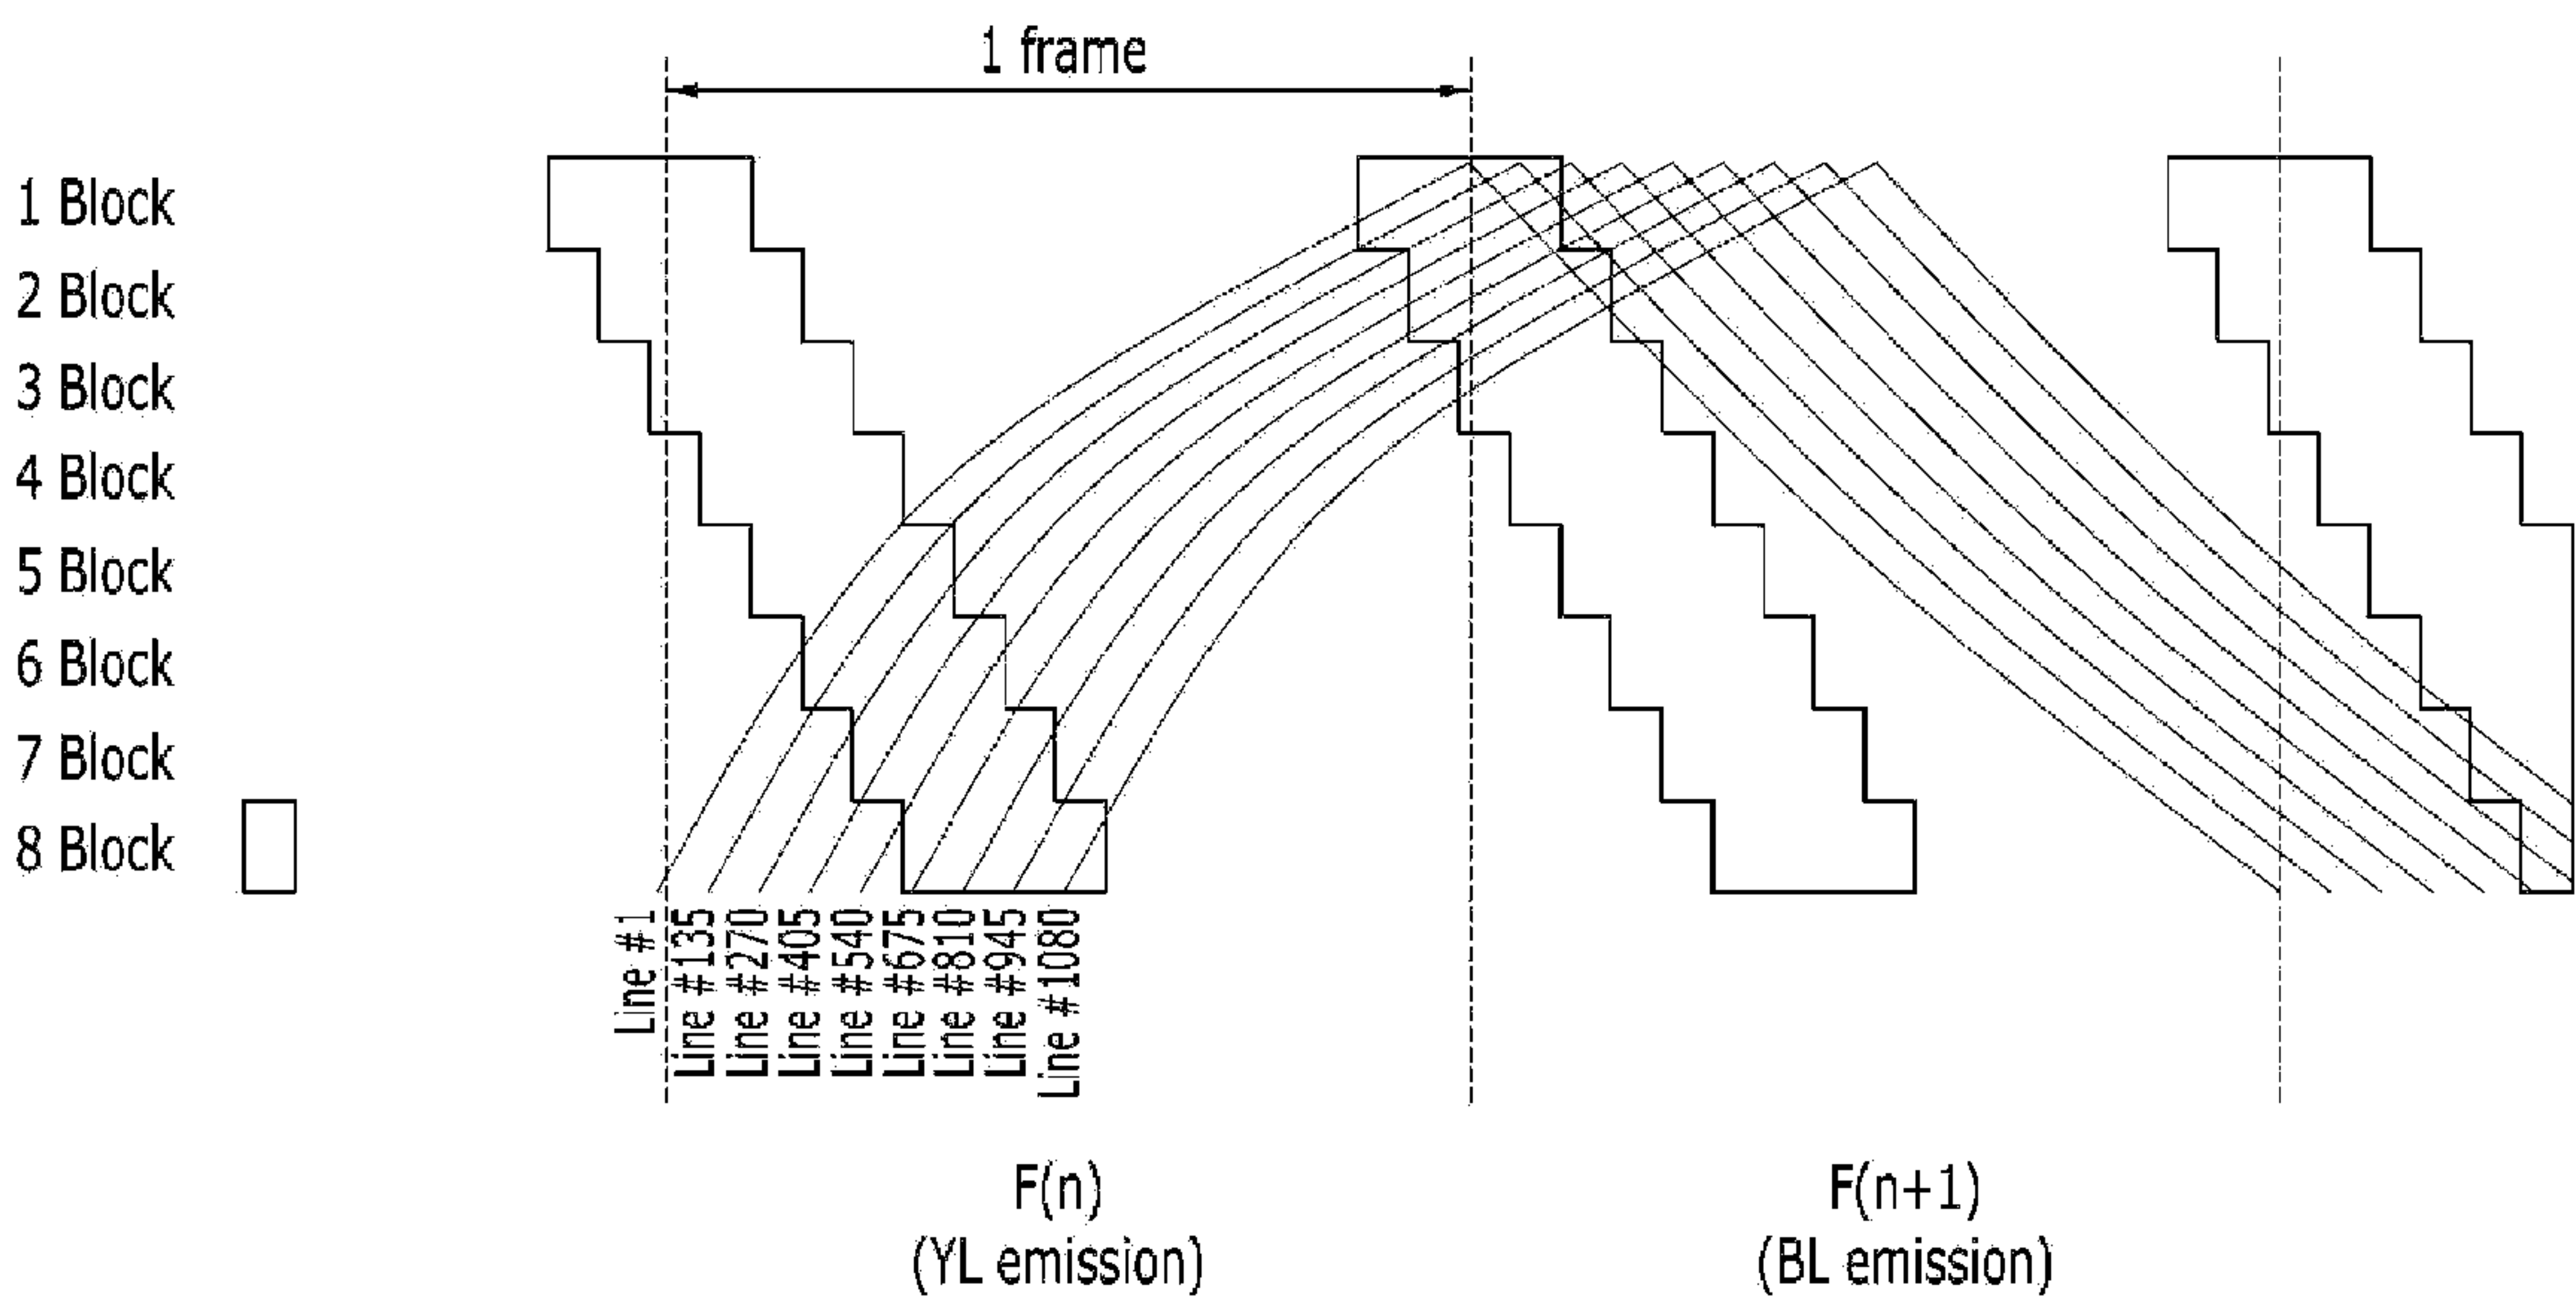 1 frame
1 Block
2 Block
3 Block
4 Block
5 Block
6 Block
7 Block
8 Block
Line #1
Line #135
Line #270
Line #405
Line #540
Line #675
Line #810
Line #945
Line #1080
F(n)
(YL emission)
F(n+1)
(BL emission)